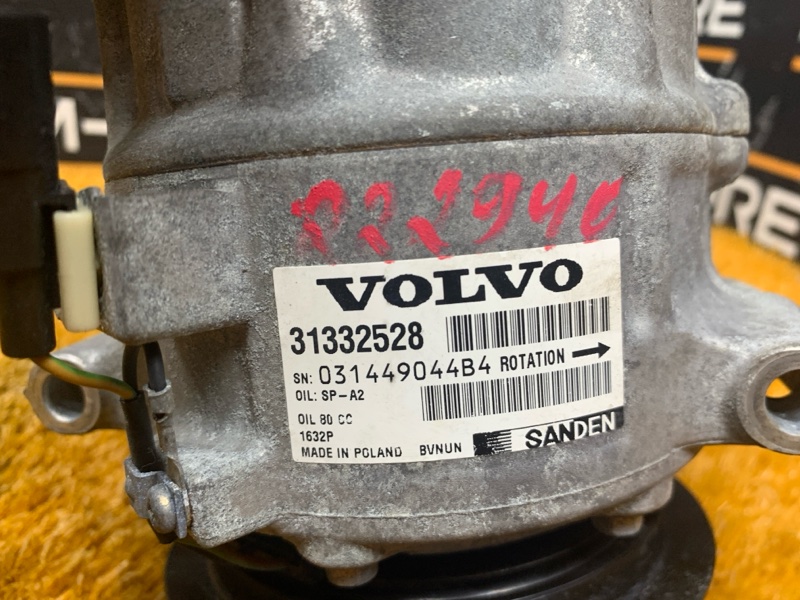 VOLVO
31332528
SN: 031449044B4 ROTATION →
OIL: SP-A2
OIL 80 CC
1632P
MADE IN POLAND BVNUN SANDEN